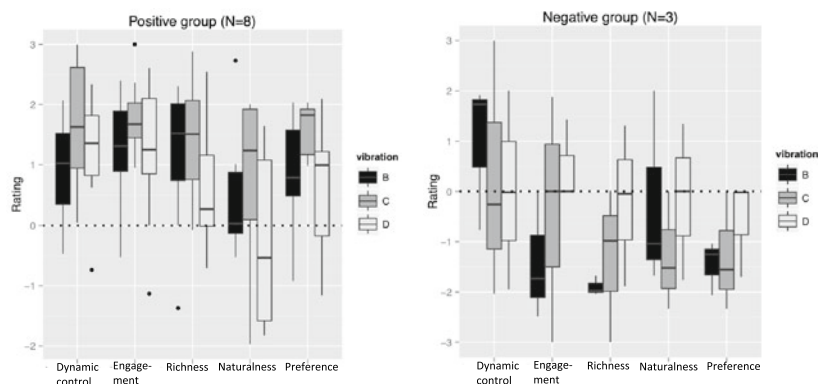 Positive group (N=8)
3
2
1
0
−1
−2
Rating
Dynamic
control
Engage-
ment
Richness
Naturalness
Preference
vibration
B
C
D
Negative group (N=3)
3
2
1
0
−1
−2
−3
Rating
Dynamic
control
Engage-
ment
Richness
Naturalness
Preference
vibration
B
C
D